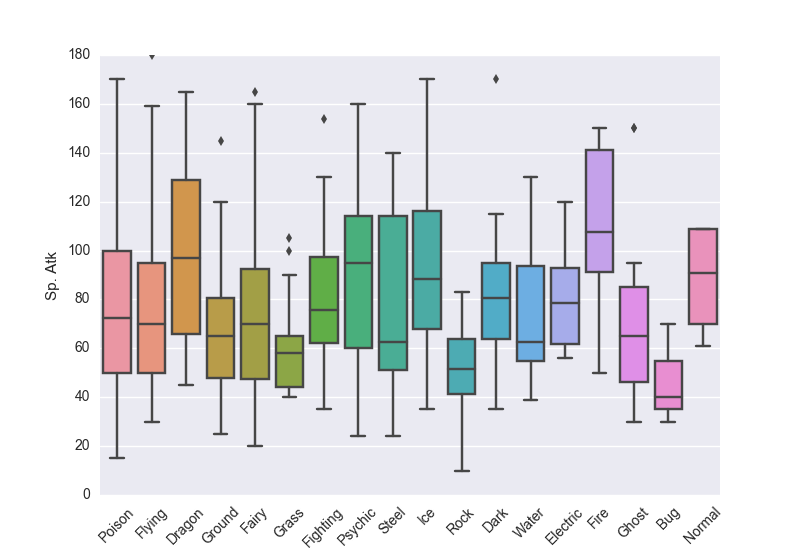 180
160
140
120
100
80
60
40
20
0
Sp. Atk
Poison
Flying
Dragon
Ground
Fairy
Grass
Fighting
Psychic
Steel
Ice
Rock
Dark
Water
Electric
Fire
Ghost
Bug
Normal